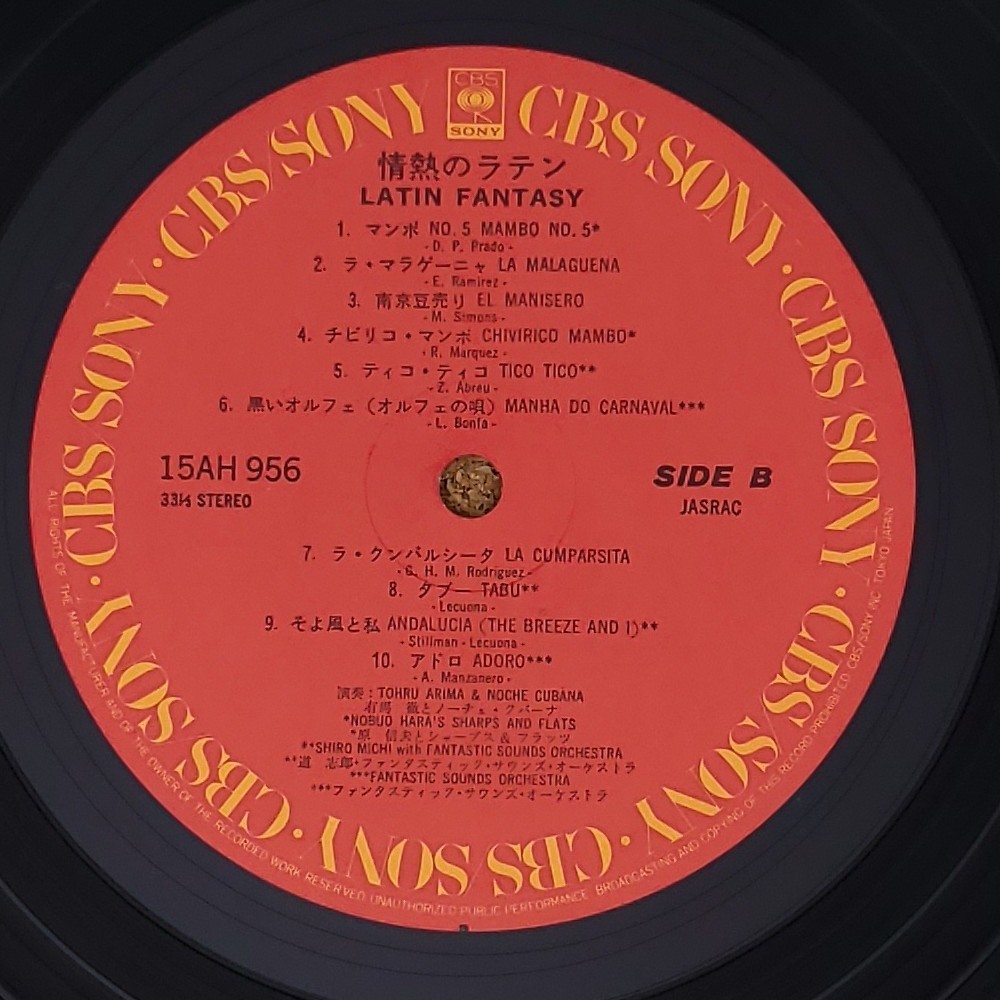 CBS
SONY
CBS/SONY · CBS/SONY · CBS/SONY · CBS/SONY · CBS/SONY · CBS/SONY · CBS/SONY · CBS/SONY · CBS/SONY
情熱のラテン
LATIN FANTASY
1. マンボ NO. 5 MAMBO NO. 5*
- D. P. Prado -
2. ラ・マラゲーニャ LA MALAGUENA
- E. Ramirez -
3. 南京豆売り EL MANISERO
- M. Simons -
4. チビリコ・マンボ CHIVIRICO MAMBO*
- R. Marquez -
5. ティコ・ティコ TICO TICO**
- Z. Abreu -
6. 黒いオルフェ（オルフェの唄）MANHA DO CARNAVAL***
- L. Bonfa -
15AH 956
33⅓ STEREO
SIDE B
JASRAC
7. ラ・クンパルシータ LA CUMPARSITA
- G. H. M. Rodriguez -
8. タブー TABU**
- Lecuona -
9. そよ風と私 ANDALUCIA (THE BREEZE AND I)**
- Stillman - Lecuona -
10. アドロ ADORO***
- A. Manzanero -
演奏 : TOHRU ARIMA & NOCHE CUBANA
有馬 徹とノーチェ・クバーナ
*NOBUO HARA'S SHARPS AND FLATS
*原 信夫とシャープス & フラッツ
**SHIRO MICHI with FANTASTIC SOUNDS ORCHESTRA
**道 志郎・ファンタスティック・サウンズ・オーケストラ
***FANTASTIC SOUNDS ORCHESTRA
***ファンタスティック・サウンズ・オーケストラ
ALL RIGHTS OF THE MANUFACTURER AND OF THE OWNER OF THE RECORDED WORK RESERVED. UNAUTHORIZED PUBLIC PERFORMANCE BROADCASTING AND COPYING OF THIS RECORD PROHIBITED CBS/SONY INC. TOKYO JAPAN